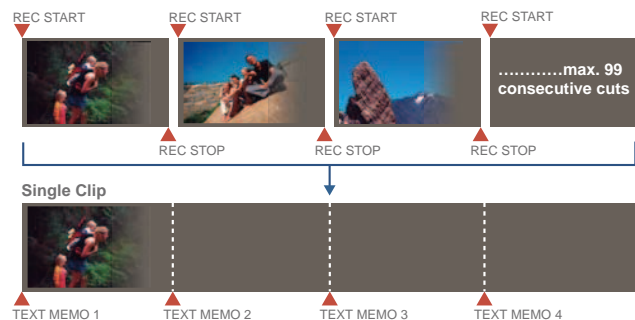 REC START
REC START
REC START
REC START
............max. 99
consecutive cuts
REC STOP
REC STOP
REC STOP
Single Clip
TEXT MEMO 1
TEXT MEMO 2
TEXT MEMO 3
TEXT MEMO 4